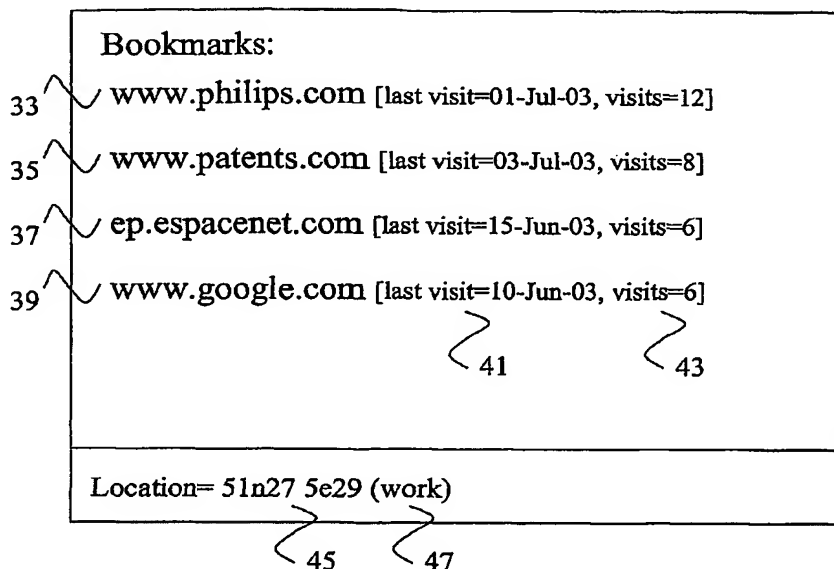 Bookmarks:
33 www.philips.com [last visit=01-Jul-03, visits=12]
35 www.patents.com [last visit=03-Jul-03, visits=8]
37 ep.espacenet.com [last visit=15-Jun-03, visits=6]
39 www.google.com [last visit=10-Jun-03, visits=6]
41 43
Location= 51n27 5e29 (work)
45 47